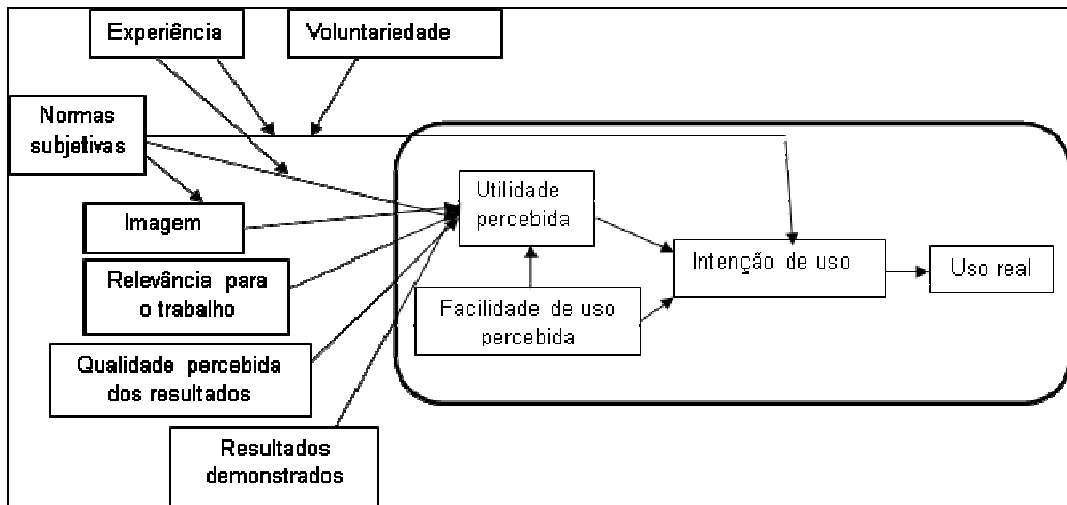 Experiência
Voluntariedade
Normas
subjetivas
Utilidade
percebida
Imagem
Intenção de uso
Uso real
Relevância para
o trabalho
Facilidade de uso
percebida
Qualidade percebida
dos resultados
Resultados
demonstrados